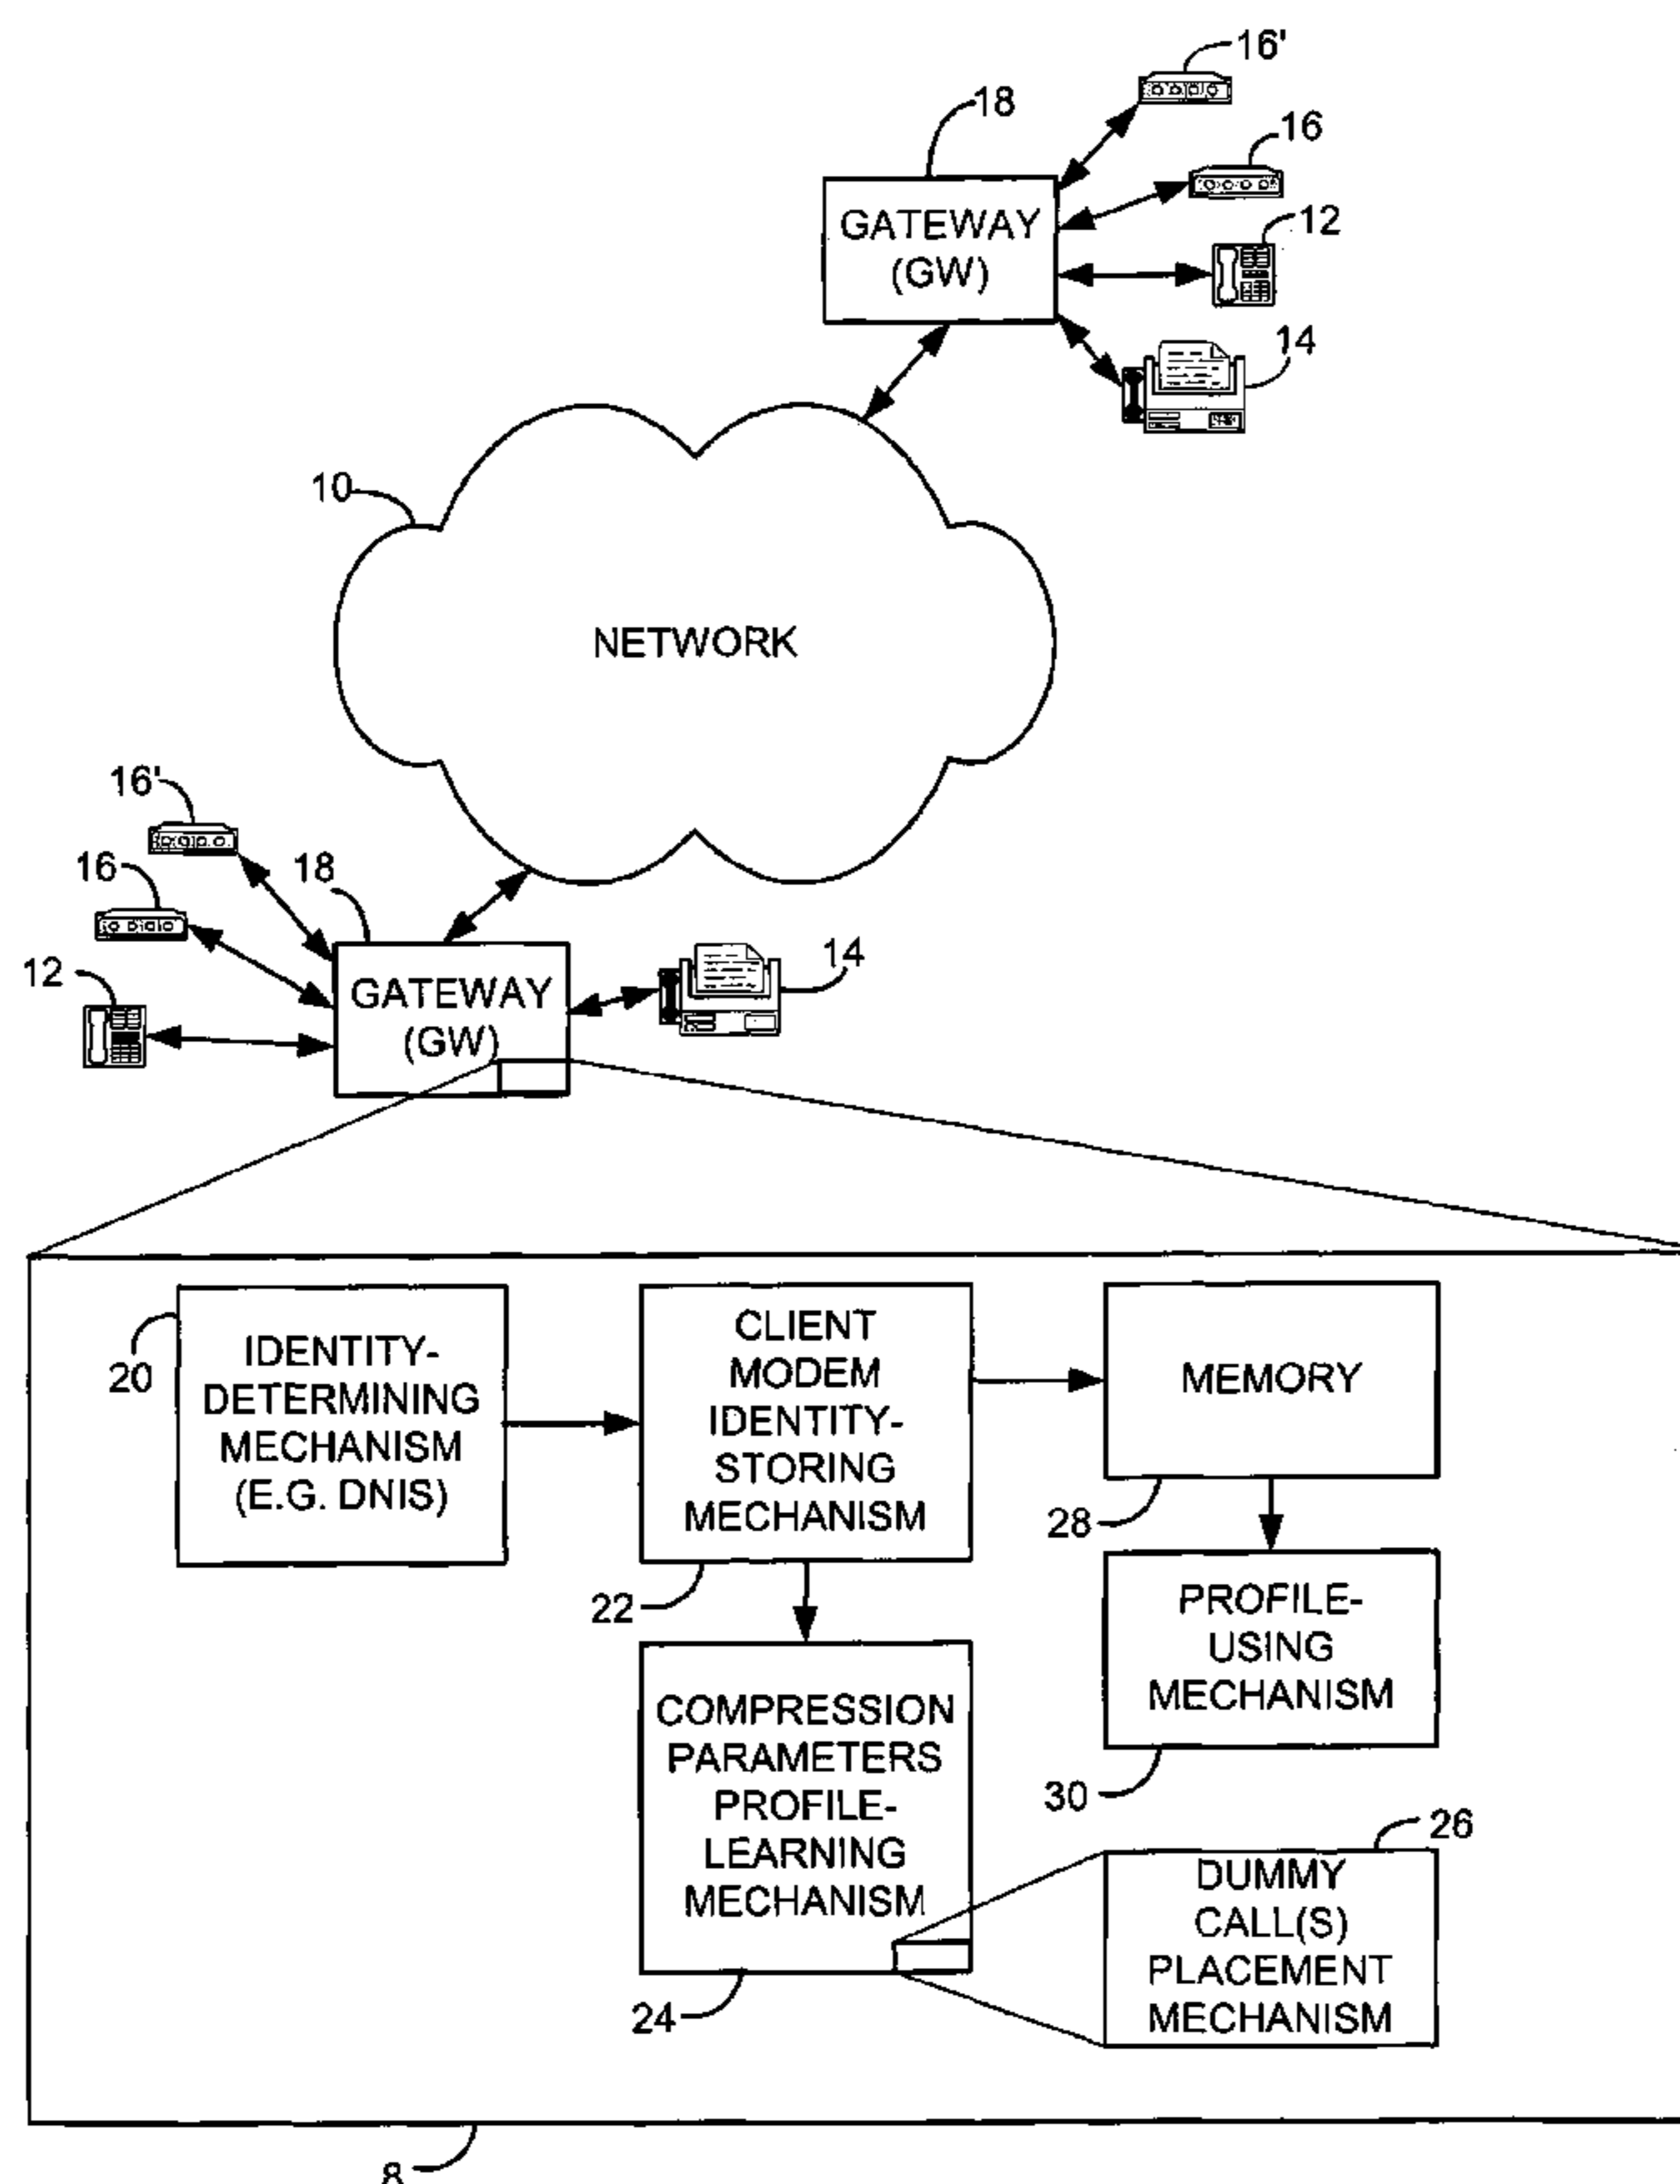 16'
18
16
GATEWAY
(GW)
12
14
10
NETWORK
16'
16
18
12
GATEWAY
(GW)
14
20
IDENTITY-
DETERMINING
MECHANISM
(E.G. DNIS)
CLIENT
MODEM
IDENTITY-
STORING
MECHANISM
22
MEMORY
28
PROFILE-
USING
MECHANISM
30
COMPRESSION
PARAMETERS
PROFILE-
LEARNING
MECHANISM
24
26
DUMMY
CALL(S)
PLACEMENT
MECHANISM
8